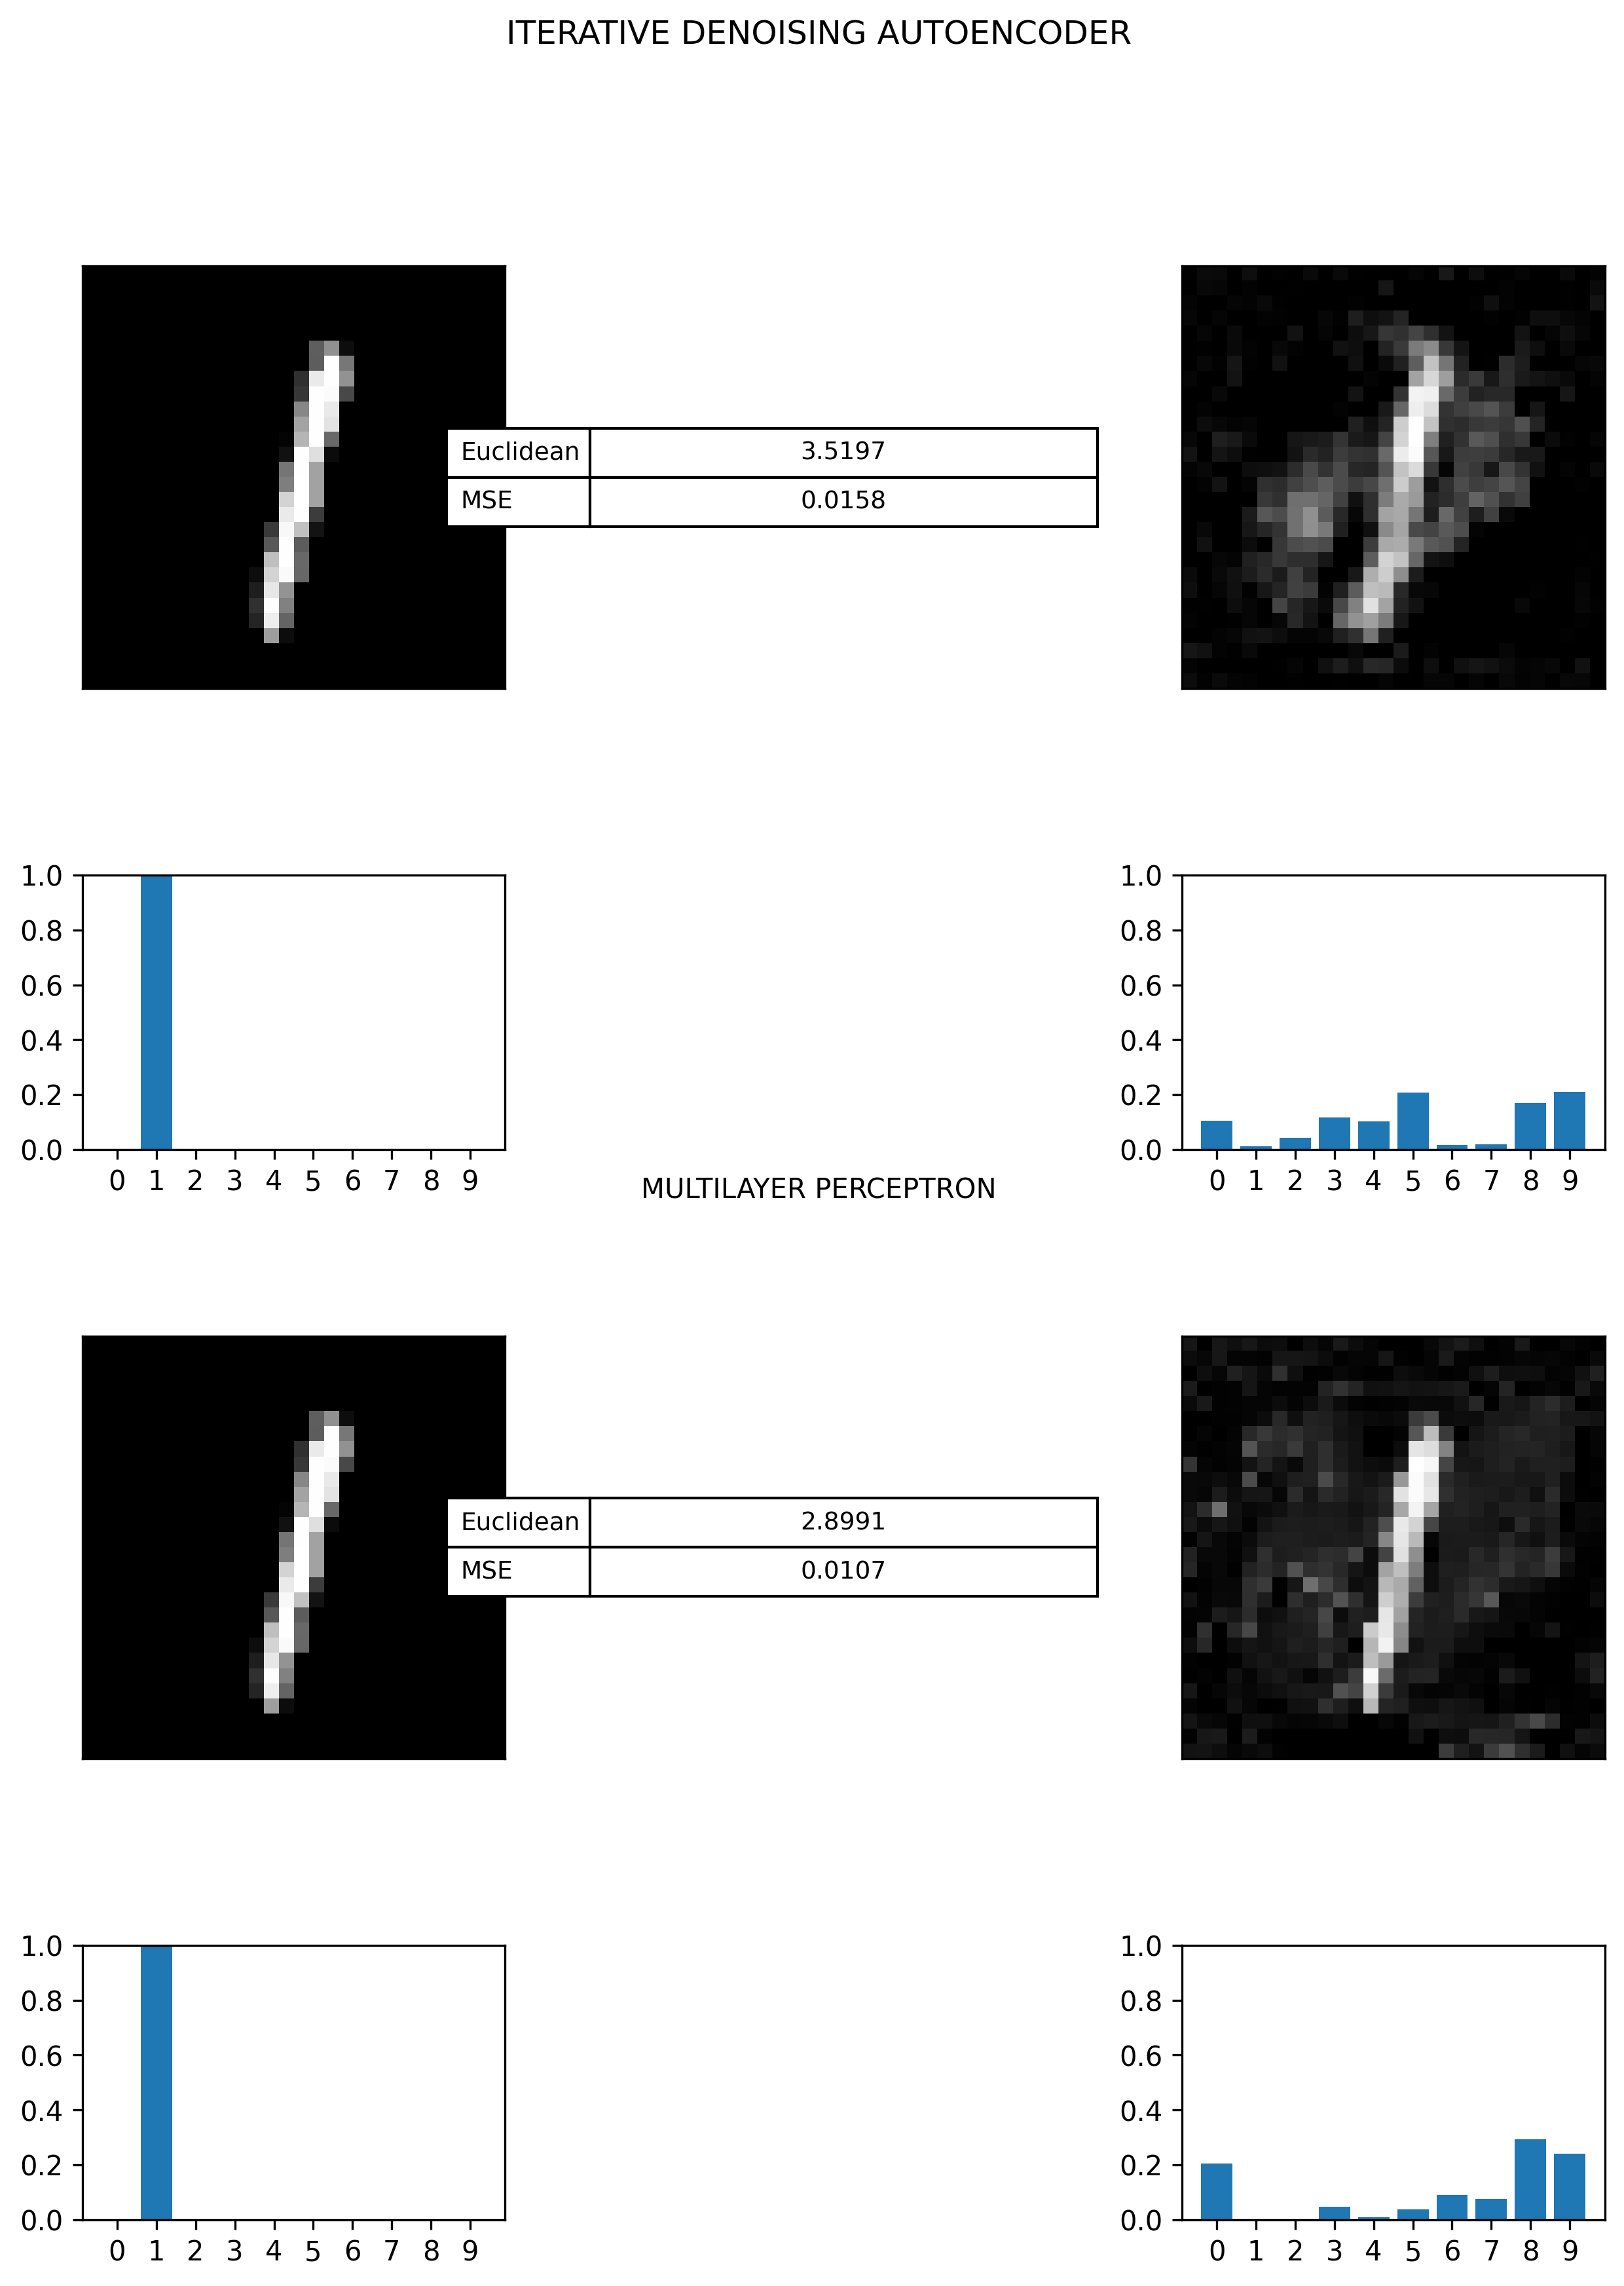 ITERATIVE DENOISING AUTOENCODER
Euclidean 3.5197
MSE 0.0158
1.0 1.0
0.8 0.8
0.6 0.6
0.4 0.4
0.2 0.2
0.0 0.0
0 1 2 3 4 5 6 7 8 9 0 1 2 3 4 5 6 7 8 9
MULTILAYER PERCEPTRON
Euclidean 2.8991
MSE 0.0107
1.0 1.0
0.8 0.8
0.6 0.6
0.4 0.4
0.2 0.2
0.0 0.0
0 1 2 3 4 5 6 7 8 9 0 1 2 3 4 5 6 7 8 9